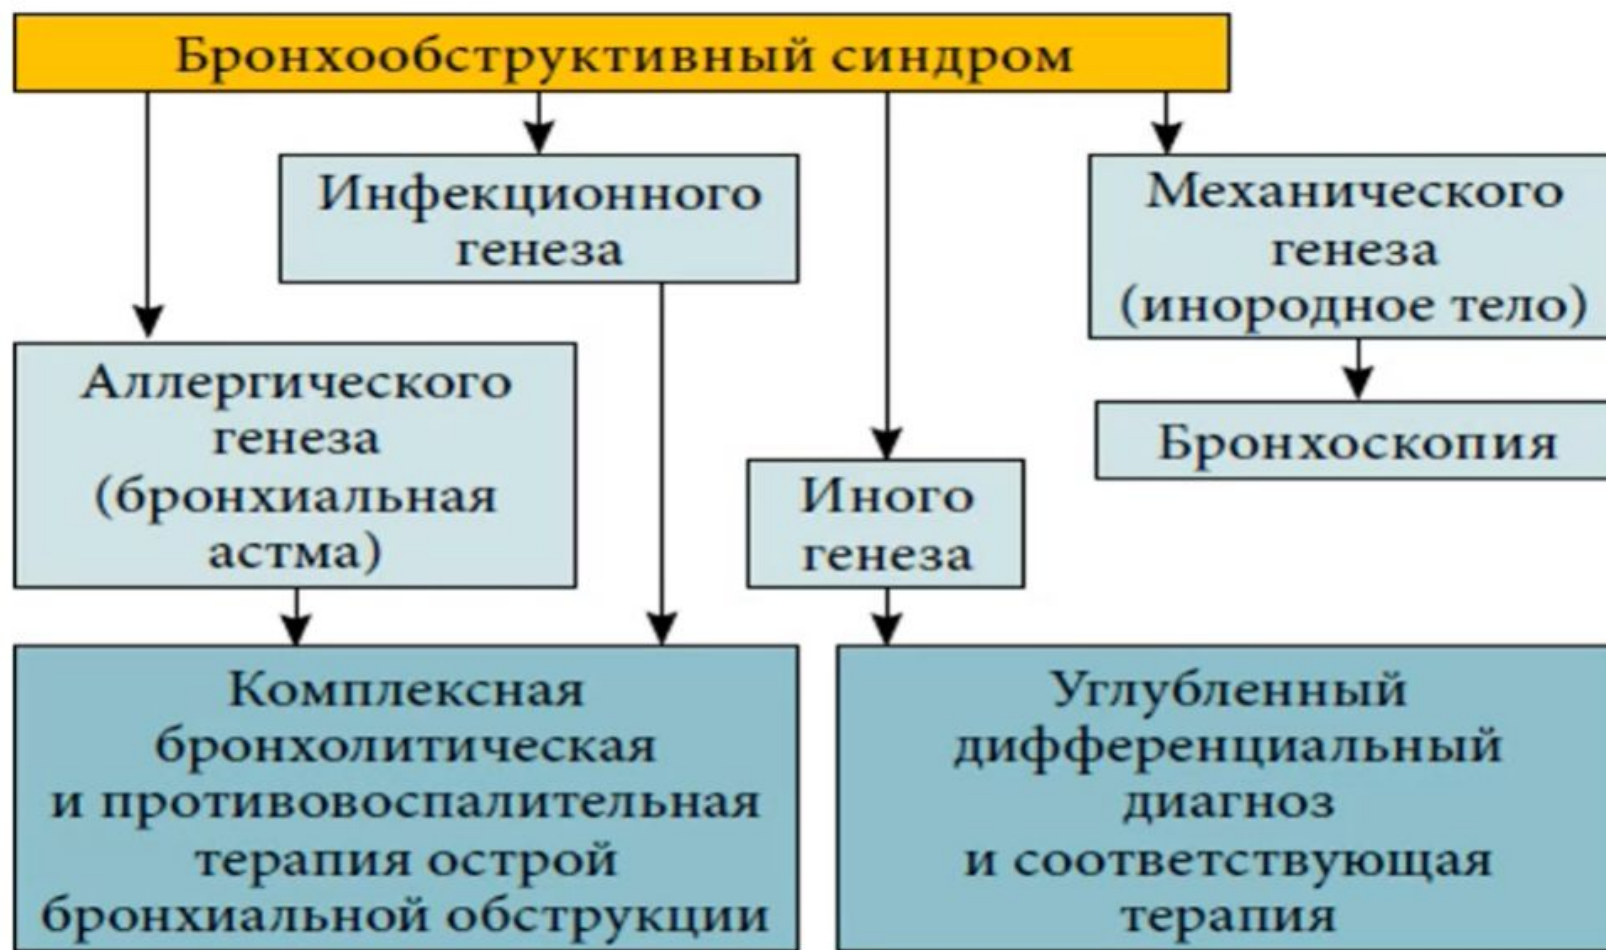 Бронхообструктивный синдром
Инфекционного
генеза
Механического
генеза
(инородное тело)
Аллергического
генеза
(бронхиальная
астма)
Бронхоскопия
Иного
генеза
Комплексная
бронхолитическая
и противовоспалительная
терапия острой
бронхиальной обструкции
Углубленный
дифференциальный
диагноз
и соответствующая
терапия